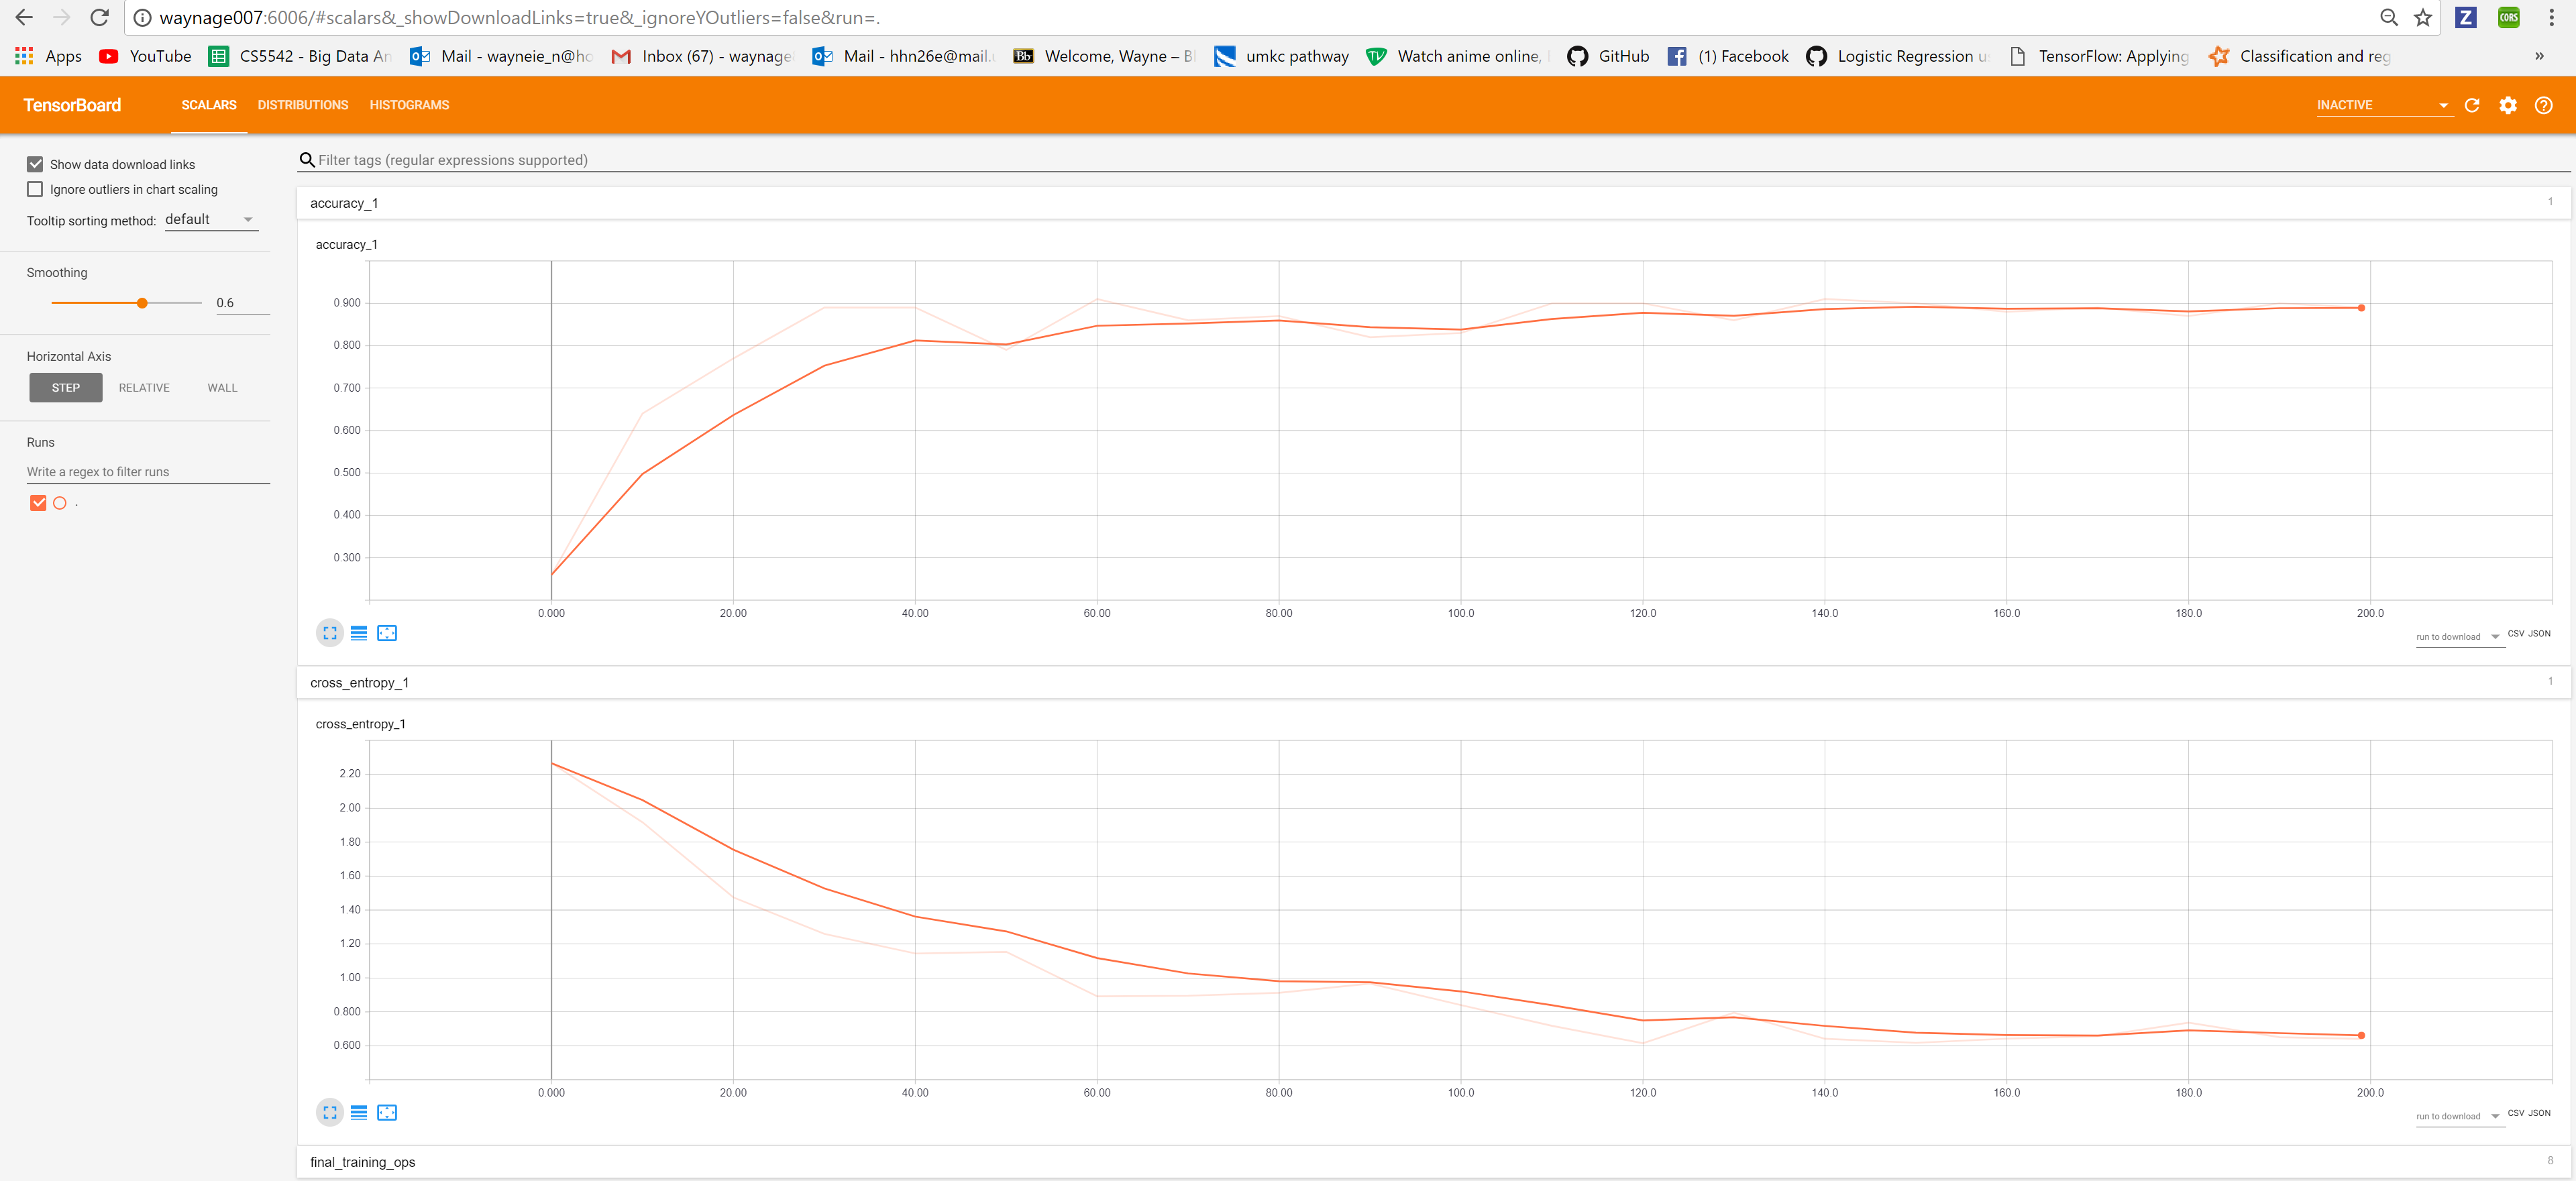 waynage007:6006/#scalars&_showDownloadLinks=true&_ignoreYOutliers=false&run=.
Z CORS
Apps YouTube CS5542 - Big Data An Mail - wayneie_n@ho Inbox (67) - waynage Mail - hhn26e@mail. Bb Welcome, Wayne – Bl umkc pathway TV Watch anime online, GitHub (1) Facebook Logistic Regression u TensorFlow: Applying Classification and reg »
TensorBoard SCALARS DISTRIBUTIONS HISTOGRAMS INACTIVE
Show data download links
Ignore outliers in chart scaling
Tooltip sorting method: default
Smoothing
0.6
Horizontal Axis
STEP RELATIVE WALL
Runs
Write a regex to filter runs
.
Filter tags (regular expressions supported)
accuracy_1 1
accuracy_1
0.900
0.800
0.700
0.600
0.500
0.400
0.300
0.000 20.00 40.00 60.00 80.00 100.0 120.0 140.0 160.0 180.0 200.0
run to download CSV JSON
cross_entropy_1 1
cross_entropy_1
2.20
2.00
1.80
1.60
1.40
1.20
1.00
0.800
0.600
0.000 20.00 40.00 60.00 80.00 100.0 120.0 140.0 160.0 180.0 200.0
run to download CSV JSON
final_training_ops 8